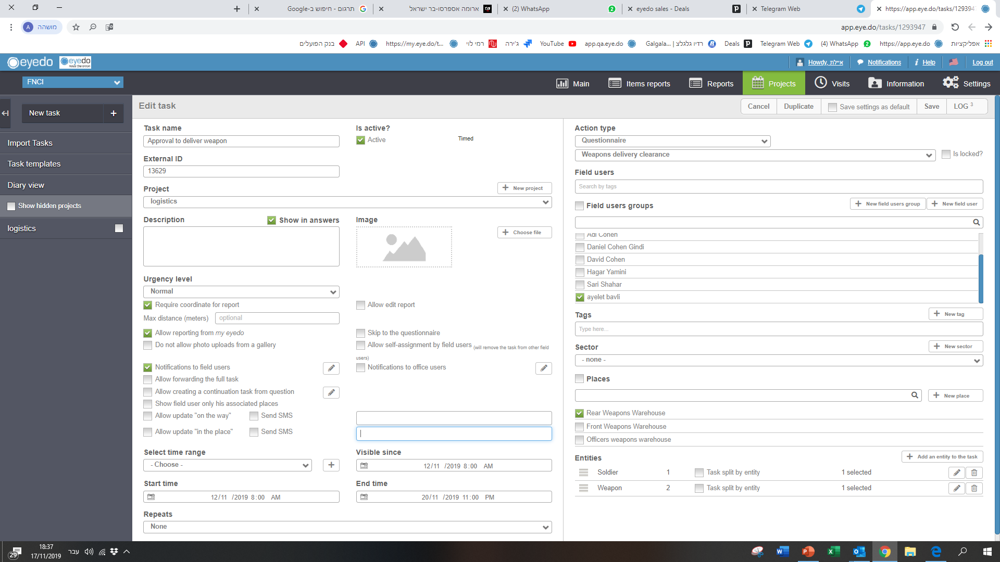 תרגום - חיפוש ב-Google
ארומה אספרסו-בר ישראל
(2) WhatsApp
eyedo sales - Deals
Telegram Web
https://app.eye.do/tasks/129394
A מושהה
app.eye.do/tasks/1293947
בנק הפועלים
API
https://my.eye.do/t...
רמי לוי
ג'ירה
YouTube
app.qa.eye.do
Galgala... | רדיו גלגלצ
Deals
Telegram Web
(4) WhatsApp
https://app.eye.do
אפליקציות
eyedo
eyedo
Howdy, איילת
Notifications
Help
Log out
FNCI
Main
Items reports
Reports
Projects
Visits
Information
Settings
New task
Import Tasks
Task templates
Diary view
Show hidden projects
logistics
Edit task
Cancel
Duplicate
Save settings as default
Save
LOG 3
Task name
Approval to deliver weapon
Is active?
Active
Timed
External ID
13629
Project
New project
logistics
Description
Show in answers
Image
Choose file
Urgency level
Normal
Require coordinate for report
Allow edit report
Max distance (meters)
optional
Allow reporting from my eyedo
Skip to the questionnaire
Do not allow photo uploads from a gallery
Allow self-assignment by field users (will remove the task from other field
users)
Notifications to field users
Notifications to office users
Allow forwarding the full task
Allow creating a continuation task from question
Show field user only his associated places
Allow update "on the way"
Send SMS
Allow update "in the place"
Send SMS
Select time range
- Choose -
Visible since
12/11 /2019 8:00 AM
Start time
12/11 /2019 8:00 AM
End time
20/11 /2019 11:00 PM
Repeats
None
Action type
Questionnaire
Weapons delivery clearance
Is locked?
Field users
Search by tags
Field users groups
New field users group
New field user
Adi Cohen
Daniel Cohen Gindi
David Cohen
Hagar Yamini
Sari Shahar
ayelet bavli
Tags
New tag
Type here...
Sector
New sector
- none -
Places
New place
Rear Weapons Warehouse
Front Weapons Warehouse
Officers weapons warehouse
Entities
Add an entity to the task
Soldier 1 Task split by entity 1 selected
Weapon 2 Task split by entity 1 selected
29
18:37
17/11/2019
עבר